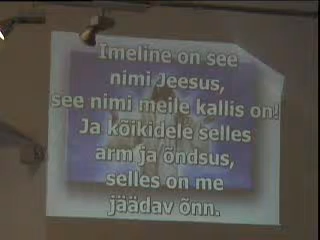 Imeline on see
nimi Jeesus,
see nimi meile kallis on!
Ja kõikidele selles
arm ja õndsus,
selles on me
jäädav õnn.